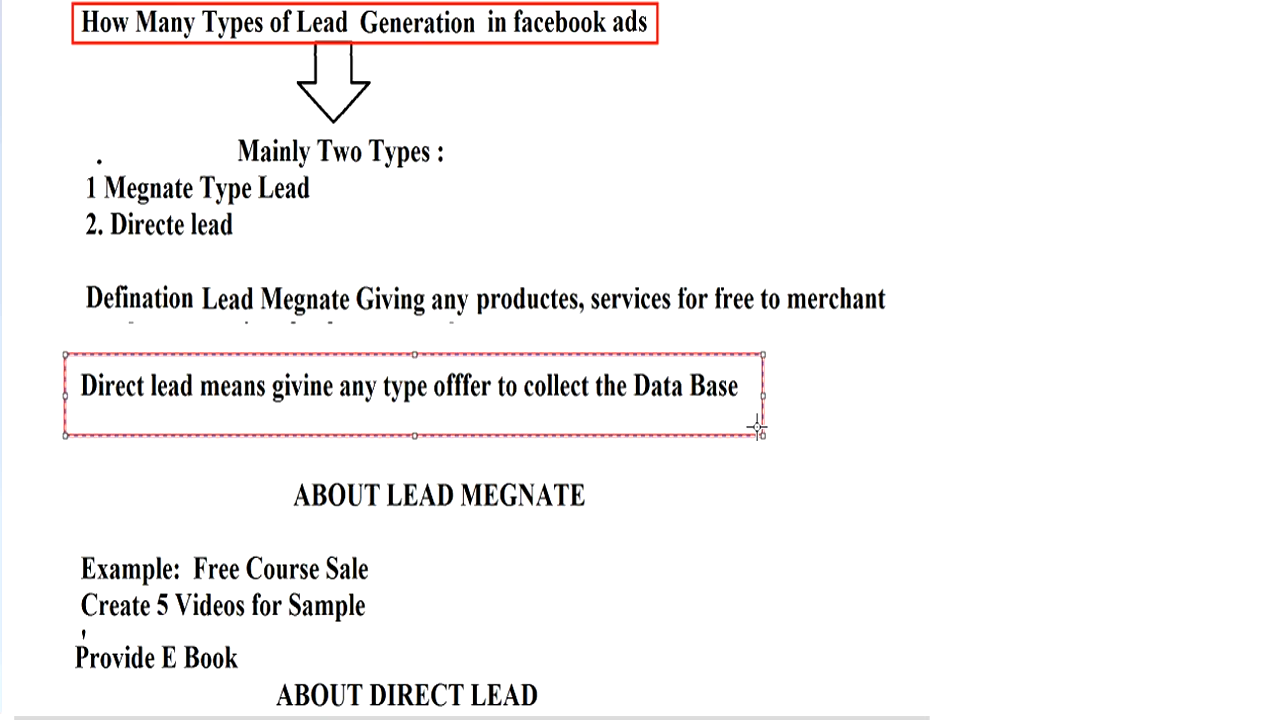 How Many Types of Lead Generation in facebook ads
Mainly Two Types :
1 Megnate Type Lead
2. Directe lead
Defination Lead Megnate Giving any productes, services for free to merchant
Direct lead means givine any type offfer to collect the Data Base
ABOUT LEAD MEGNATE
Example: Free Course Sale
Create 5 Videos for Sample
,
Provide E Book
ABOUT DIRECT LEAD